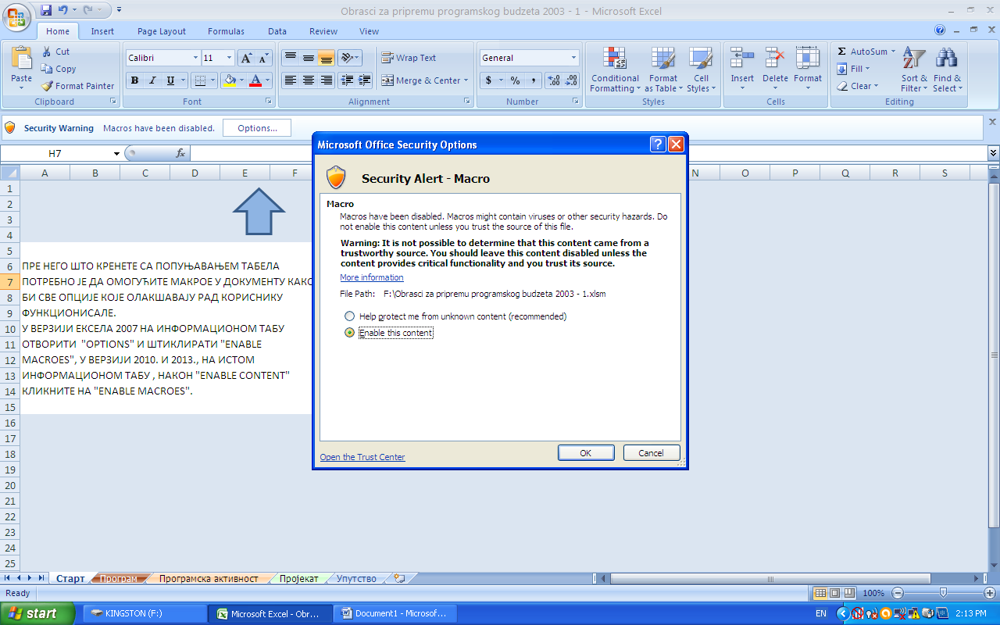 Obrasci za pripremu programskog budzeta 2003 - 1 - Microsoft Excel
Home Insert Page Layout Formulas Data Review View
Paste
Cut
Copy
Format Painter
Clipboard
Calibri 11
B I U
Font
Wrap Text
Merge & Center
Alignment
General
$ % ,
Number
Conditional Formatting
Format as Table
Cell Styles
Styles
Insert Delete Format
Cells
AutoSum
Fill
Clear
Sort & Filter
Find & Select
Editing
Security Warning Macros have been disabled. Options...
H7 fx
A B C D E F N O P Q R S
1
2
3
4
5
6 ПРЕ НЕГО ШТО КРЕНЕТЕ СА ПОПУЊАВАЊЕМ ТАБЕЛА
7 ПОТРЕБНО ЈЕ ДА ОМОГУЋИТЕ МАКРОЕ У ДОКУМЕНТУ КАКО
8 БИ СВЕ ОПЦИЈЕ КОЈЕ ОЛАКШАВАЈУ РАД КОРИСНИКУ
9 ФУНКЦИОНИСАЛЕ.
10 У ВЕРЗИЈИ ЕКСЕЛА 2007 НА ИНФОРМАЦИОНОМ ТАБУ
11 ОТВОРИТИ "OPTIONS" И ШТИКЛИРАТИ "ENABLE
12 MACROES", У ВЕРЗИЈИ 2010. И 2013., НА ИСТОМ
13 ИНФОРМАЦИОНОМ ТАБУ , НАКОН "ENABLE CONTENT"
14 КЛИКНИТЕ НА "ENABLE MACROES".
15
16
17
18
19
20
21
22
23
24
25
Microsoft Office Security Options
Security Alert - Macro
Macro
Macros have been disabled. Macros might contain viruses or other security hazards. Do
not enable this content unless you trust the source of this file.
Warning: It is not possible to determine that this content came from a
trustworthy source. You should leave this content disabled unless the
content provides critical functionality and you trust its source.
More information
File Path: F:\Obrasci za pripremu programskog budzeta 2003 - 1.xlsm
Help protect me from unknown content (recommended)
Enable this content
Open the Trust Center OK Cancel
Старт Програм Програмска активност Пројекат Упутство
Ready 100%
start KINGSTON (F:) Microsoft Excel - Obr... Document1 - Microsof... EN 2:13 PM